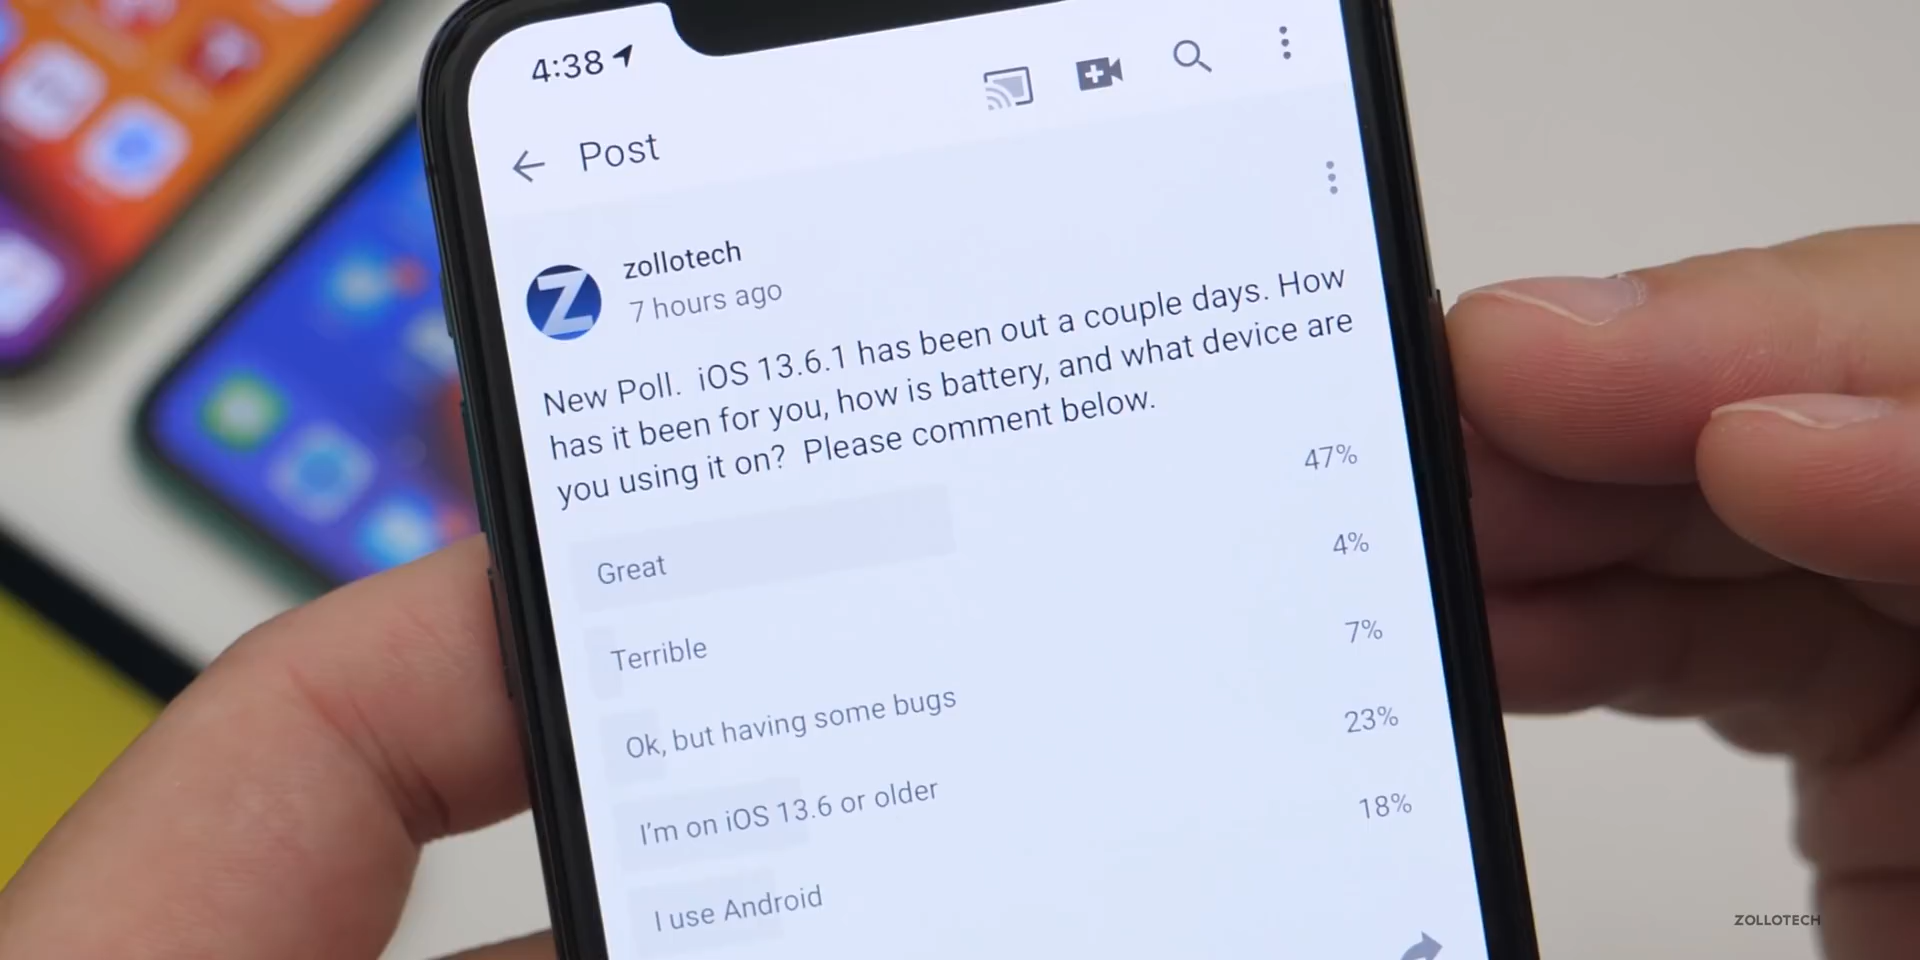 4:38
Post
Z
zollotech
7 hours ago
New Poll.  iOS 13.6.1 has been out a couple days. How
has it been for you, how is battery, and what device are
you using it on?  Please comment below.
Great 47%
Terrible 4%
Ok, but having some bugs 7%
I'm on iOS 13.6 or older 23%
I use Android 18%
ZOLLOTECH